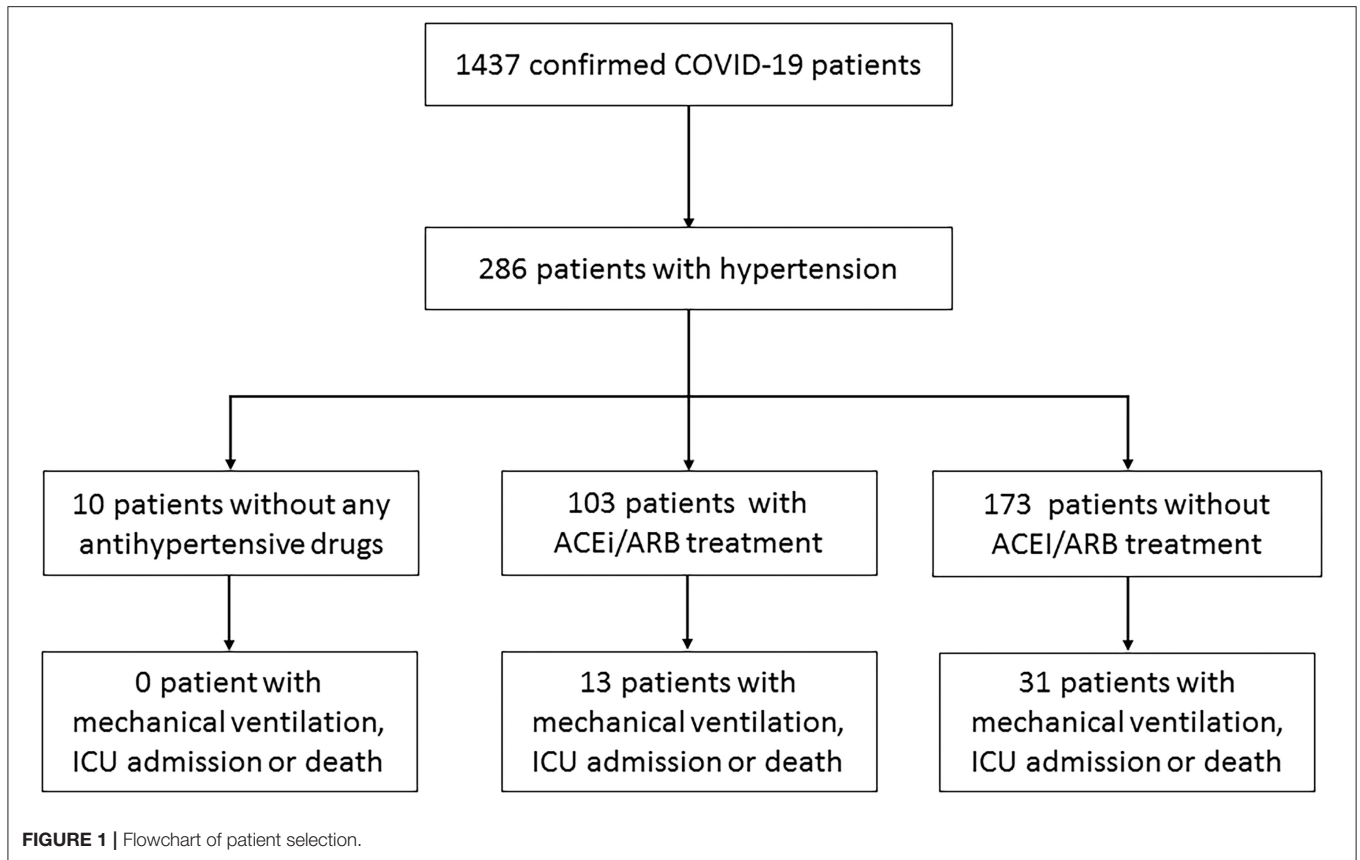 1437 confirmed COVID-19 patients
286 patients with hypertension
10 patients without any
antihypertensive drugs
103 patients with
ACEi/ARB treatment
173 patients without
ACEI/ARB treatment
0 patient with
mechanical ventilation,
ICU admission or death
13 patients with
mechanical ventilation,
ICU admission or death
31 patients with
mechanical ventilation,
ICU admission or death
FIGURE 1 | Flowchart of patient selection.